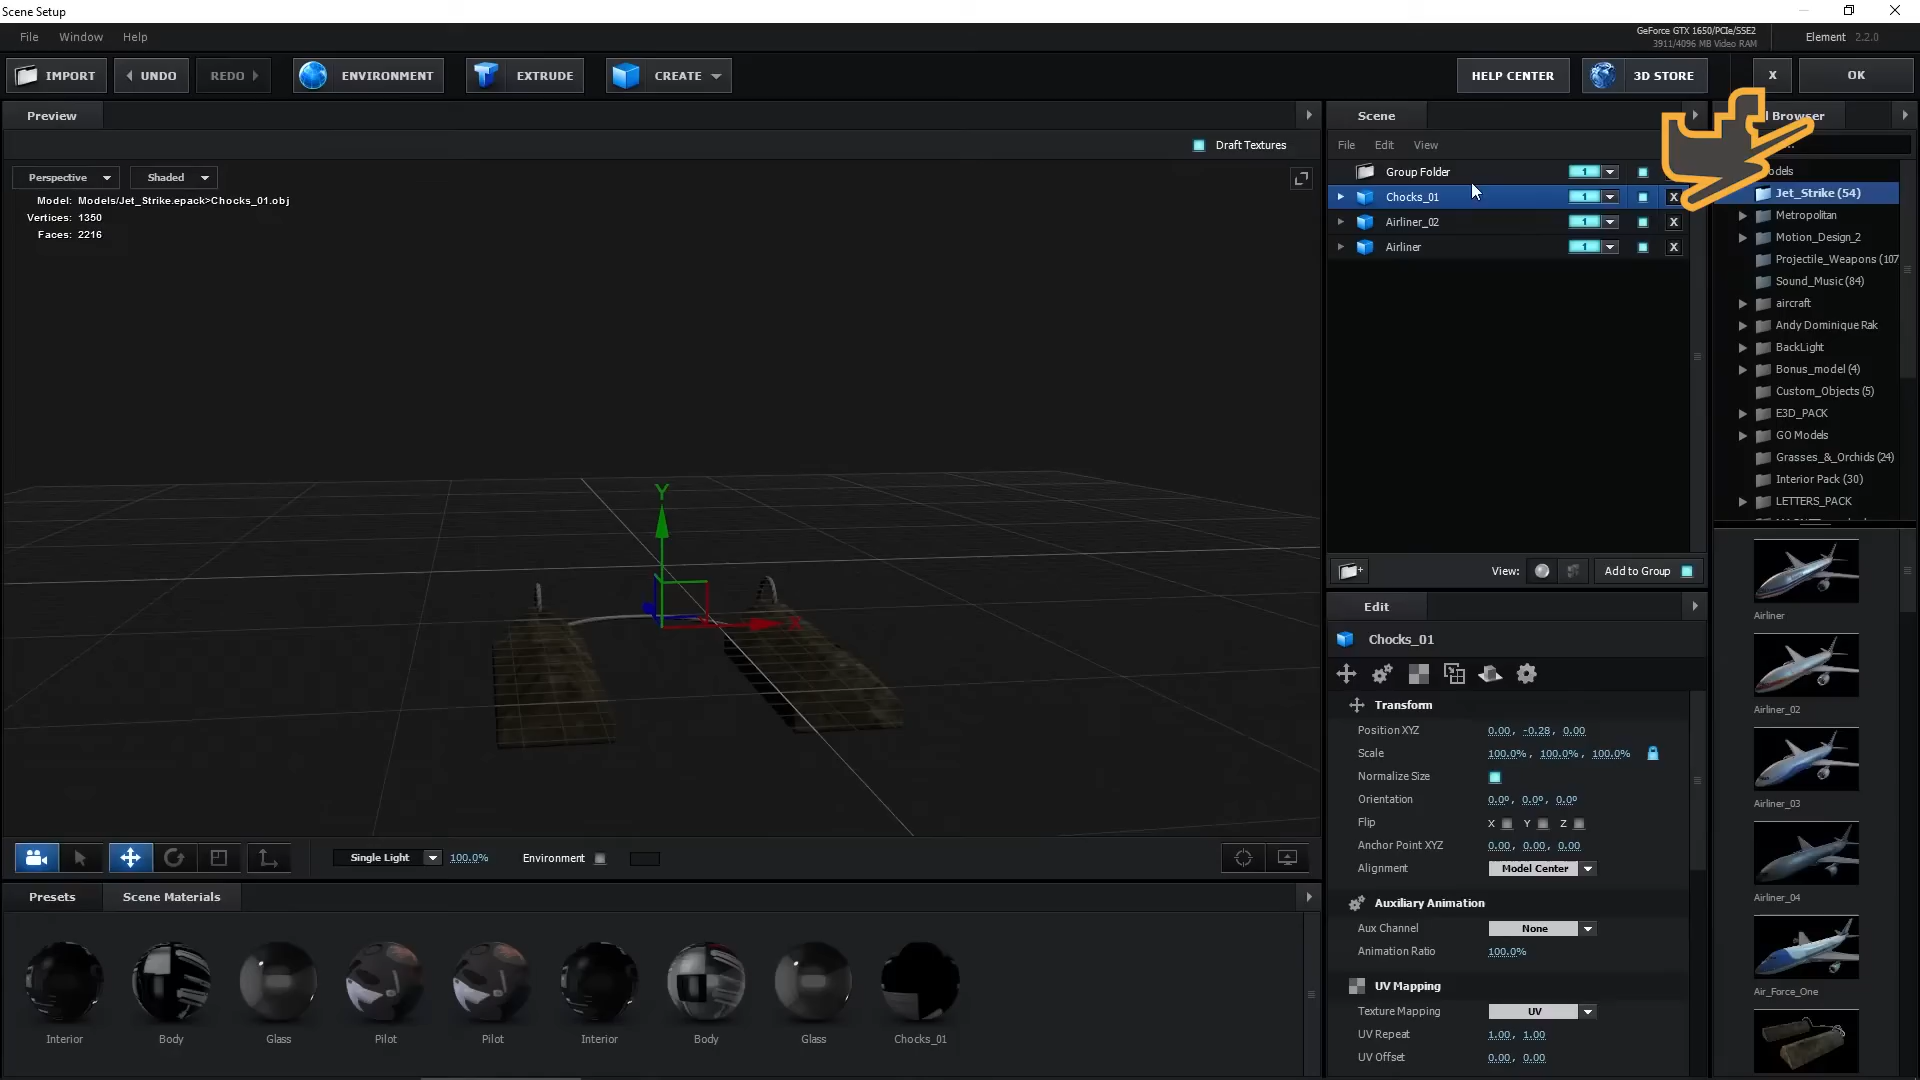 Scene Setup
File Window Help
GeForce GTX 1650/PCIe/SSE2
3911/4096 MB Video RAM
Element 2.2.0
IMPORT UNDO REDO ENVIRONMENT EXTRUDE CREATE HELP CENTER 3D STORE X OK
Preview
Draft Textures
Perspective Shaded
Model: Models/Jet_Strike.epack>Chocks_01.obj
Vertices: 1350
Faces: 2216
Y
X
Single Light 100.0% Environment
Presets Scene Materials
Interior Body Glass Pilot Pilot Interior Body Glass Chocks_01
Scene
File Edit View
Group Folder 1
Chocks_01 1 X
Airliner_02 1 X
Airliner 1 X
View: Add to Group
Edit
Chocks_01
Transform
Position XYZ 0.00, -0.28, 0.00
Scale 100.0%, 100.0%, 100.0%
Normalize Size
Orientation 0.0º, 0.0º, 0.0º
Flip X Y Z
Anchor Point XYZ 0.00, 0.00, 0.00
Alignment Model Center
Auxiliary Animation
Aux Channel None
Animation Ratio 100.0%
UV Mapping
Texture Mapping UV
UV Repeat 1.00, 1.00
UV Offset 0.00, 0.00
Browser
Jet_Strike (54)
Metropolitan
Motion_Design_2
Projectile_Weapons (107
Sound_Music (84)
aircraft
Andy Dominique Rak
BackLight
Bonus_model (4)
Custom_Objects (5)
E3D_PACK
GO Models
Grasses_&_Orchids (24)
Interior Pack (30)
LETTERS_PACK
Airliner
Airliner_02
Airliner_03
Airliner_04
Air_Force_One